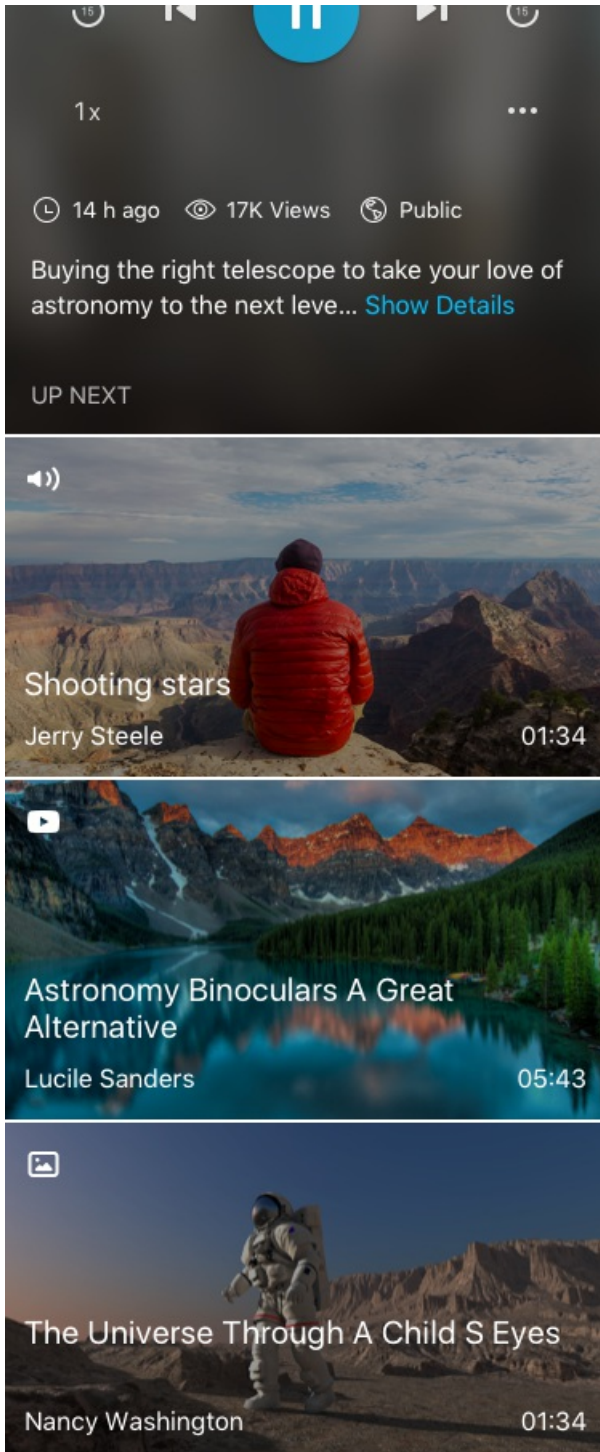 15
15
1x
14 h ago 17K Views Public
Buying the right telescope to take your love of
astronomy to the next leve... Show Details
UP NEXT
Shooting stars
Jerry Steele 01:34
Astronomy Binoculars A Great
Alternative
Lucile Sanders 05:43
The Universe Through A Child S Eyes
Nancy Washington 01:34